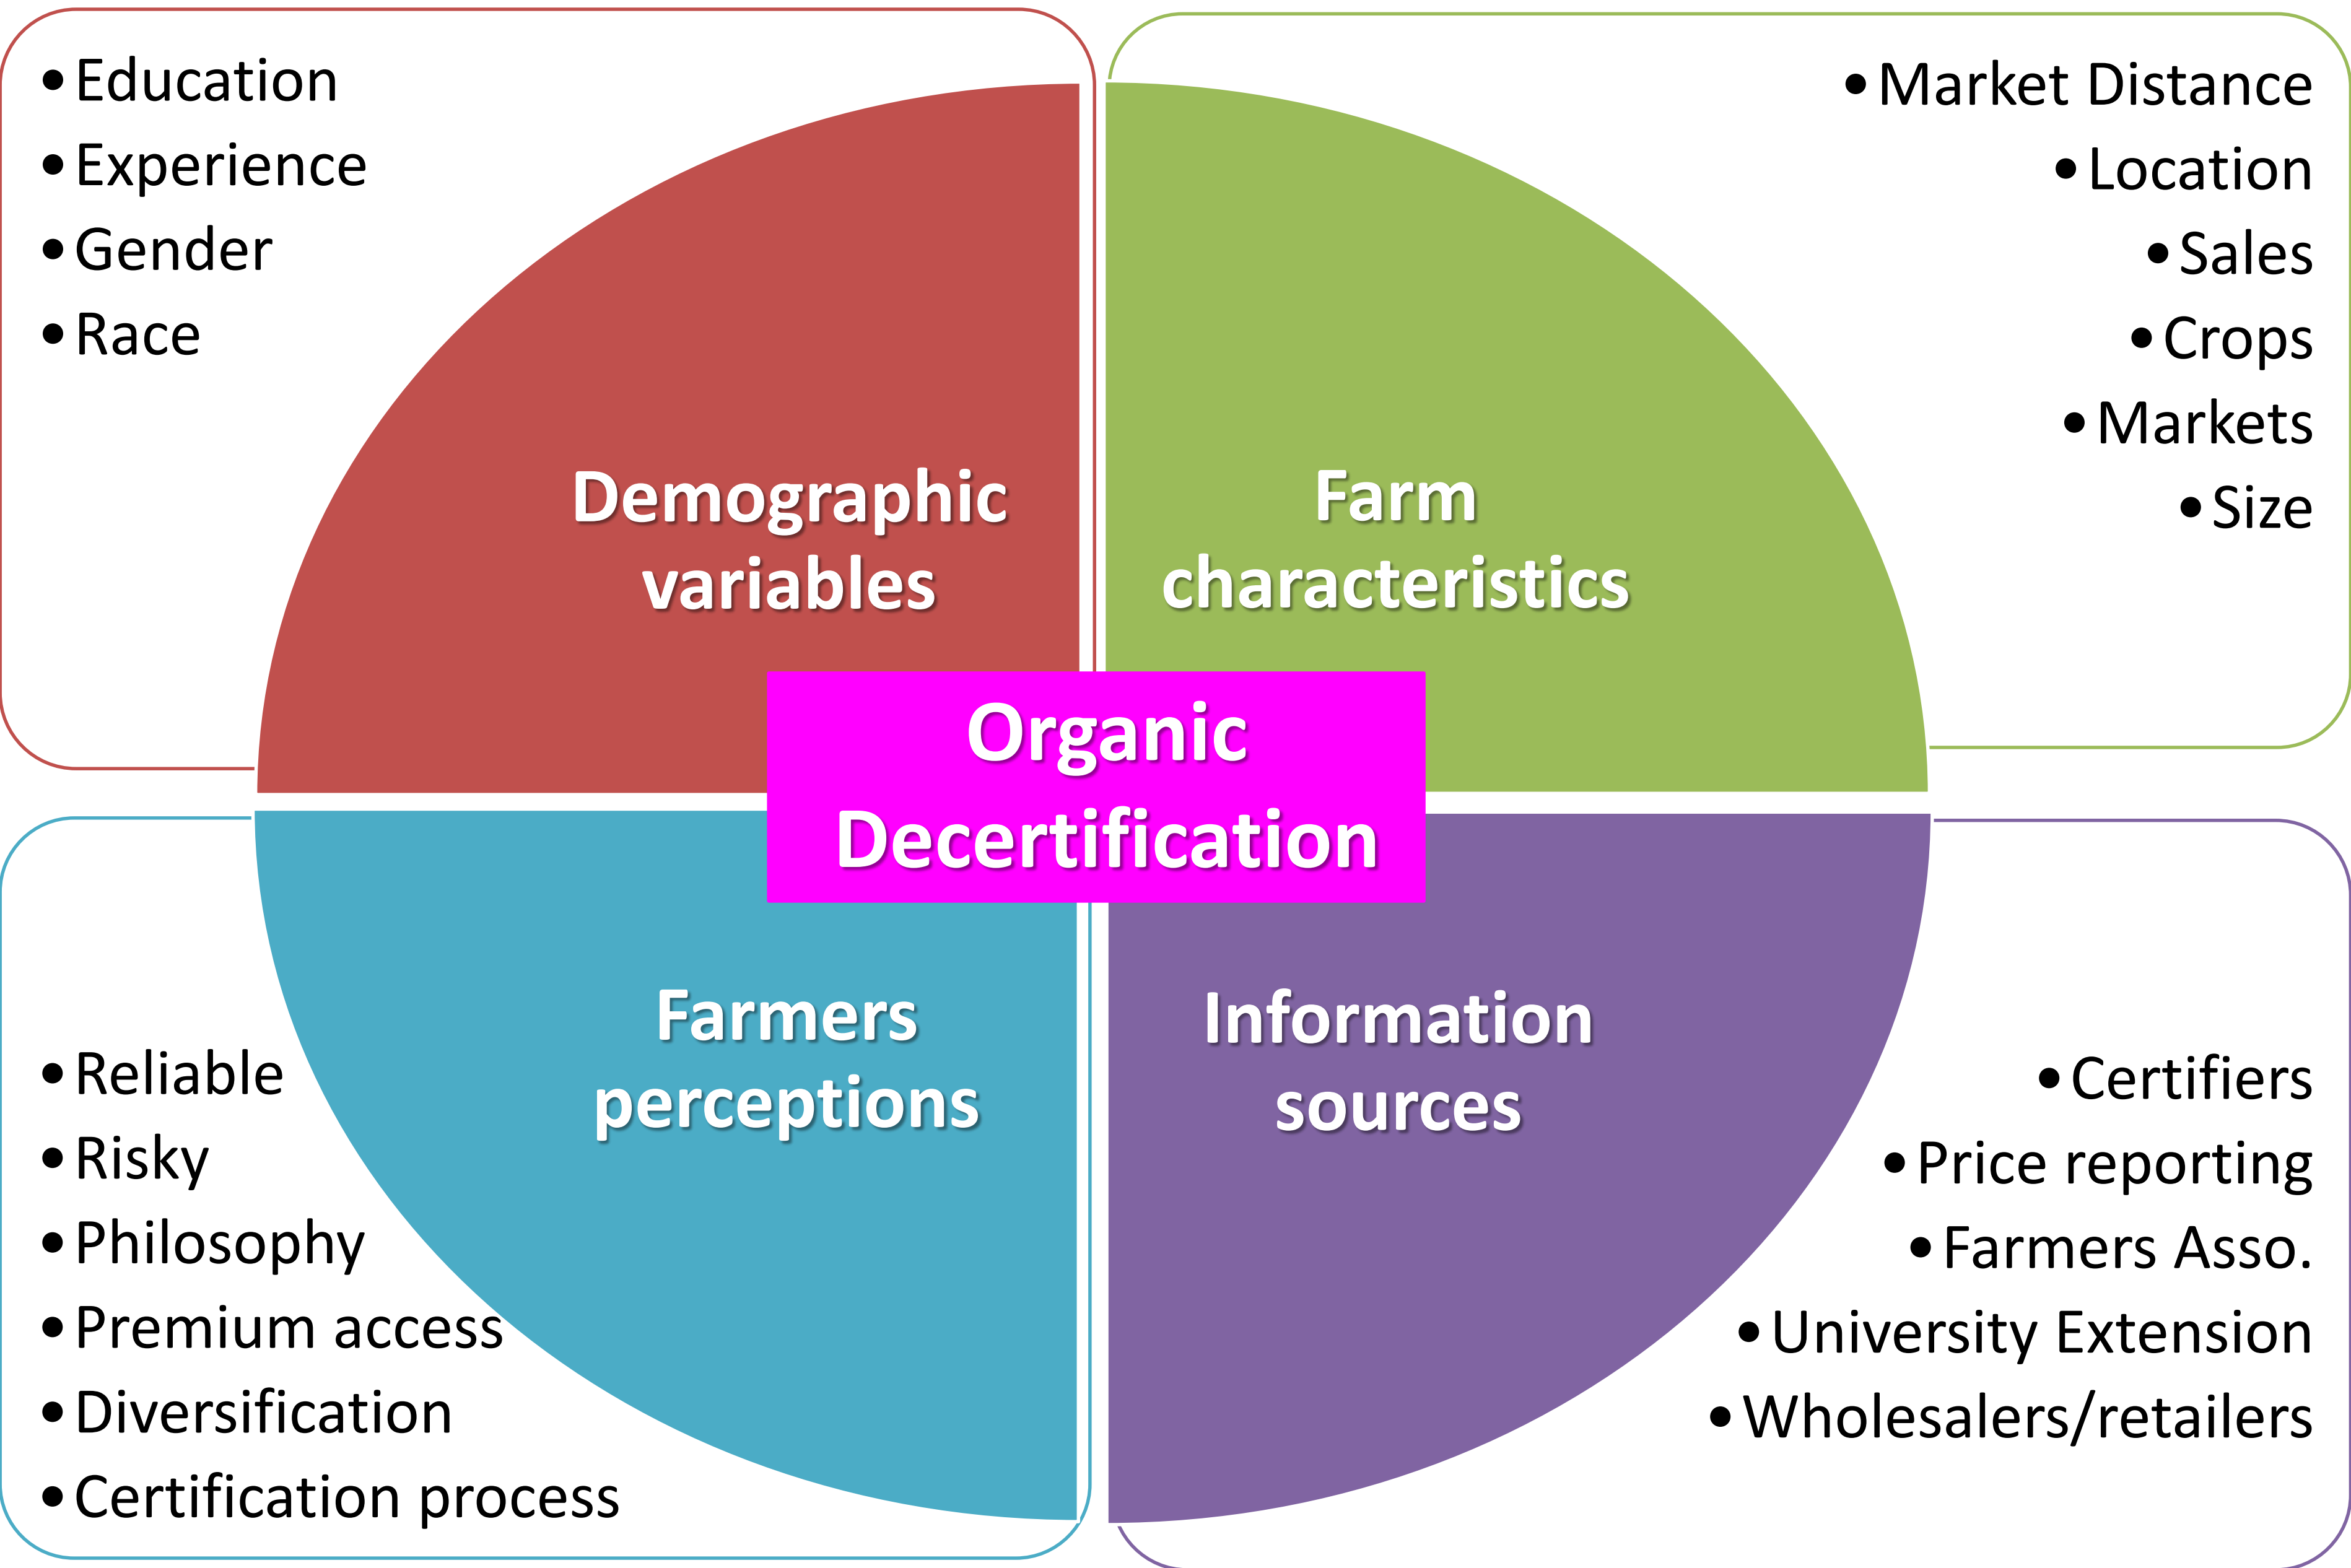 • Education
• Experience
• Gender
• Race
Demographic
variables
• Market Distance
• Location
• Sales
• Crops
• Markets
• Size
Farm
characteristics
Organic
Decertification
Farmers
perceptions
• Reliable
• Risky
• Philosophy
• Premium access
• Diversification
• Certification process
Information
sources
• Certifiers
• Price reporting
• Farmers Asso.
• University Extension
• Wholesalers/retailers